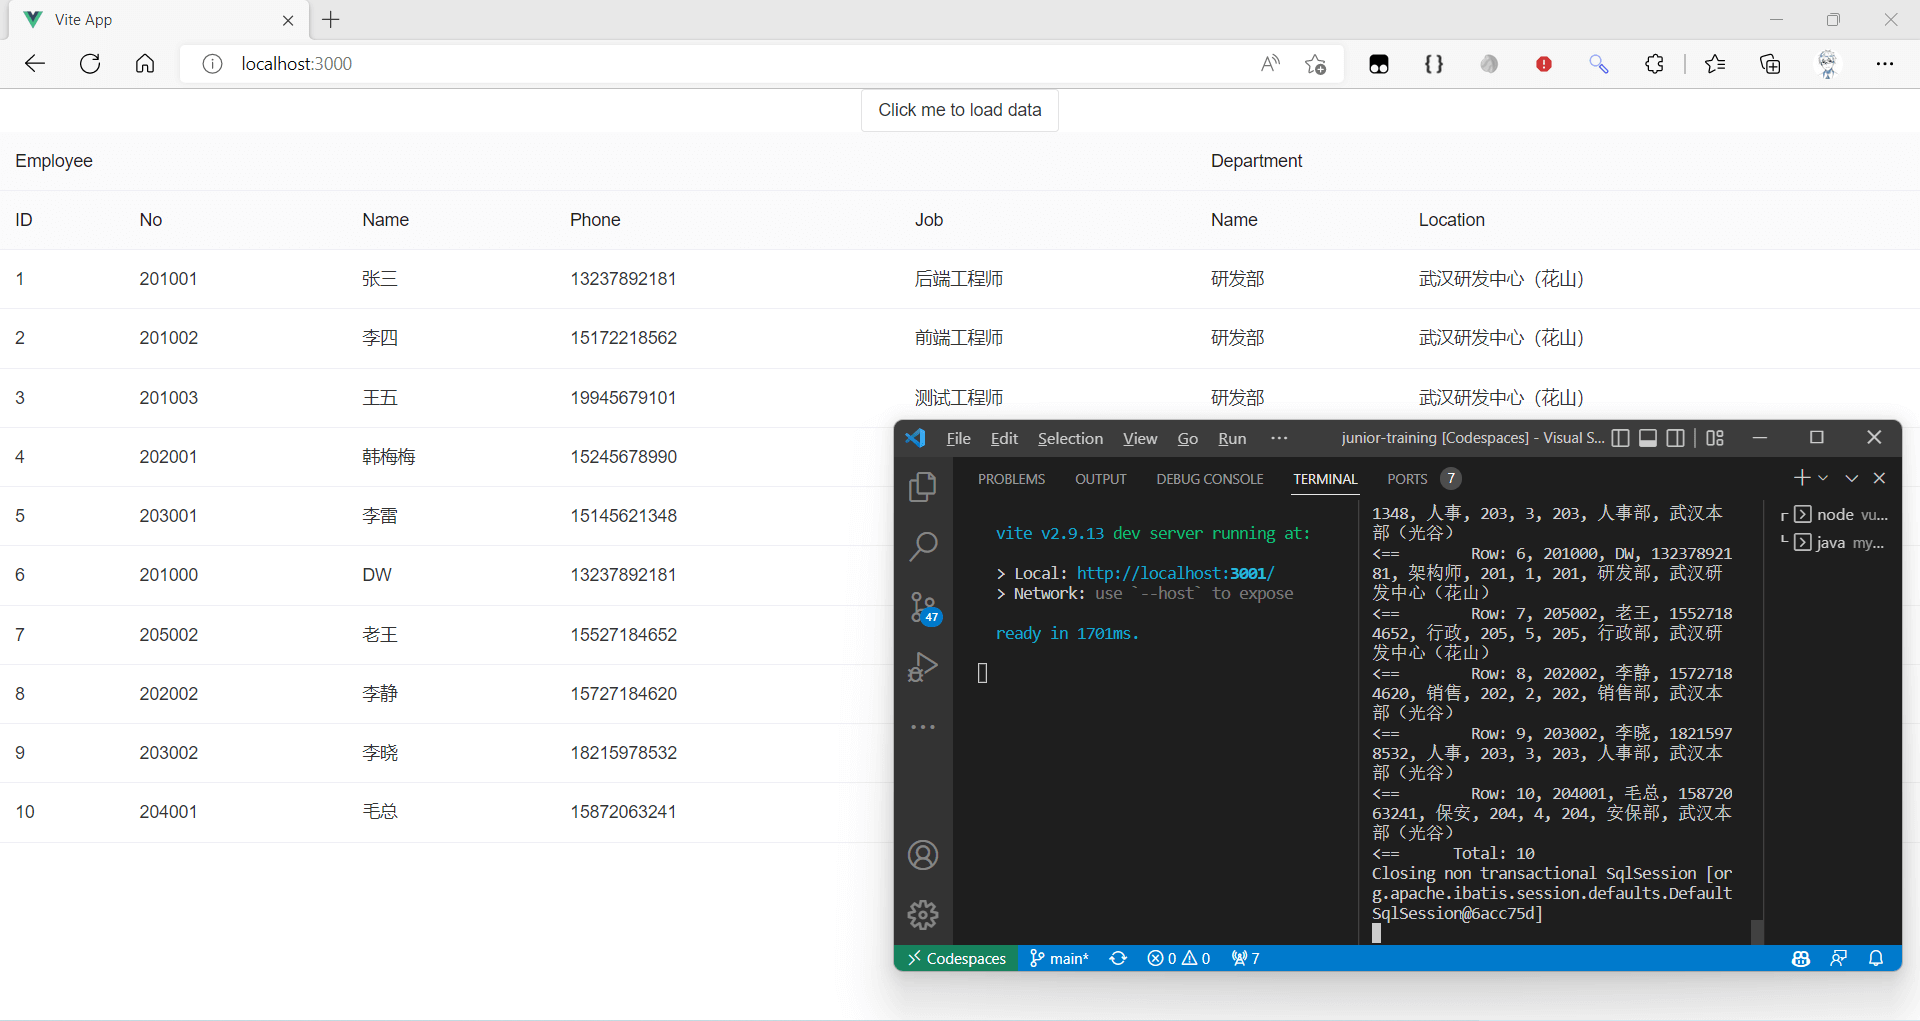 Vite App
localhost:3000
Click me to load data
Employee Department
ID No Name Phone Job Name Location
1 201001 张三 13237892181 后端工程师 研发部 武汉研发中心（花山）
2 201002 李四 15172218562 前端工程师 研发部 武汉研发中心（花山）
3 201003 王五 19945679101 测试工程师 研发部 武汉研发中心（花山）
4 202001 韩梅梅 15245678990
5 203001 李雷 15145621348
6 201000 DW 13237892181
7 205002 老王 15527184652
8 202002 李静 15727184620
9 203002 李晓 18215978532
10 204001 毛总 15872063241
File Edit Selection View Go Run ··· junior-training [Codespaces] - Visual S...
PROBLEMS OUTPUT DEBUG CONSOLE TERMINAL PORTS 7
vite v2.9.13 dev server running at:
> Local: http://localhost:3001/
> Network: use `--host` to expose
ready in 1701ms.
1348, 人事, 203, 3, 203, 人事部, 武汉本
部（光谷）
<== Row: 6, 201000, DW, 132378921
81, 架构师, 201, 1, 201, 研发部, 武汉研
发中心（花山）
<== Row: 7, 205002, 老王, 1552718
4652, 行政, 205, 5, 205, 行政部, 武汉研
发中心（花山）
<== Row: 8, 202002, 李静, 1572718
4620, 销售, 202, 2, 202, 销售部, 武汉本
部（光谷）
<== Row: 9, 203002, 李晓, 1821597
8532, 人事, 203, 3, 203, 人事部, 武汉本
部（光谷）
<== Row: 10, 204001, 毛总, 158720
63241, 保安, 204, 4, 204, 安保部, 武汉本
部（光谷）
<== Total: 10
Closing non transactional SqlSession [or
g.apache.ibatis.session.defaults.Default
SqlSession@6acc75d]
node vu...
java my...
47
Codespaces main* 0 0 7